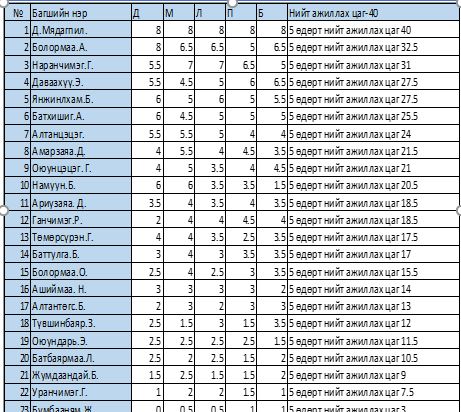 № Багшийн нэр Д М Л П Б Нийт ажиллах цаг-40
1 Д.Мядагпил. 8 8 8 8 8 5 өдөрт нийт ажиллах цаг 40
2 Болормаа.А. 8 6.5 6.5 5 6.5 5 өдөрт нийт ажиллах цаг 32.5
3 Наранчимэг.Г. 5.5 7 7 6.5 5 5 өдөрт нийт ажиллах цаг 31
4 Даваахүү.Э. 5.5 4.5 5 6 6.5 5 өдөрт нийт ажиллах цаг 27.5
5 Янжинлхам.Б. 6 5 6 5 5.5 5 өдөрт нийт ажиллах цаг 27.5
6 Батхишиг.А. 6 4.5 5 5 5 5 өдөрт нийт ажиллах цаг 25.5
7 Алтанцэцэг. 5.5 5.5 5 4 4 5 өдөрт нийт ажиллах цаг 24
8 Амарзаяа.Д. 4 5.5 4 4.5 3.5 5 өдөрт нийт ажиллах цаг 21.5
9 Оюунцэцэг. Г. 4 5 3.5 4 4.5 5 өдөрт нийт ажиллах цаг 21
10 Намуун.Б. 6 6 3.5 3.5 1.5 5 өдөрт нийт ажиллах цаг 20.5
11 Ариузаяа. Д. 3.5 4 3.5 4 3.5 5 өдөрт нийт ажиллах цаг 18.5
12 Ганчимэг.Р. 2 4 4 4.5 4 5 өдөрт нийт ажиллах цаг 18.5
13 Төмөрсүрэн.Г. 4 4 3.5 2.5 3.5 5 өдөрт нийт ажиллах цаг 17.5
14 Баттулга.Б. 3 4 3 3.5 3.5 5 өдөрт нийт ажиллах цаг 17
15 Болормаа.О. 2.5 4 2.5 3 3.5 5 өдөрт нийт ажиллах цаг 15.5
16 Ашиймаа. Н. 3 3 3 3 2 5 өдөрт нийт ажиллах цаг 14
17 Алтантөгс.Б. 2 3 2 3 3 5 өдөрт нийт ажиллах цаг 13
18 Түвшинбаяр.З. 2.5 1.5 3 1.5 3.5 5 өдөрт нийт ажиллах цаг 12
19 Оюундарь.Э. 2.5 2.5 2.5 2.5 1.5 5 өдөрт нийт ажиллах цаг 11.5
20 Батбаярмаа.Л. 2.5 2 2.5 1.5 2 5 өдөрт нийт ажиллах цаг 10.5
21 Жумдаандай.Б. 1.5 2.5 1.5 1.5 2 5 өдөрт нийт ажиллах цаг 9
22 Уранчимэг.Г. 1 2 2 1.5 1 5 өдөрт нийт ажиллах цаг 7.5
23 0 0.5 0.5 1 1 5 өдөрт нийт ажиллах цаг 3